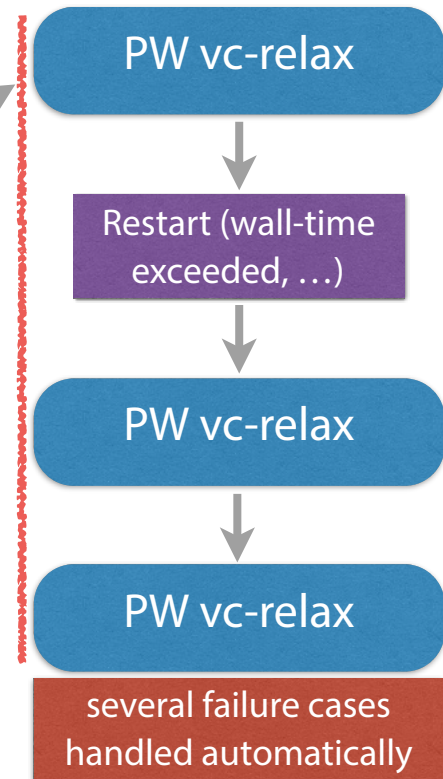 PW vc-relax
Restart (wall-time
exceeded, …)
PW vc-relax
PW vc-relax
several failure cases
handled automatically